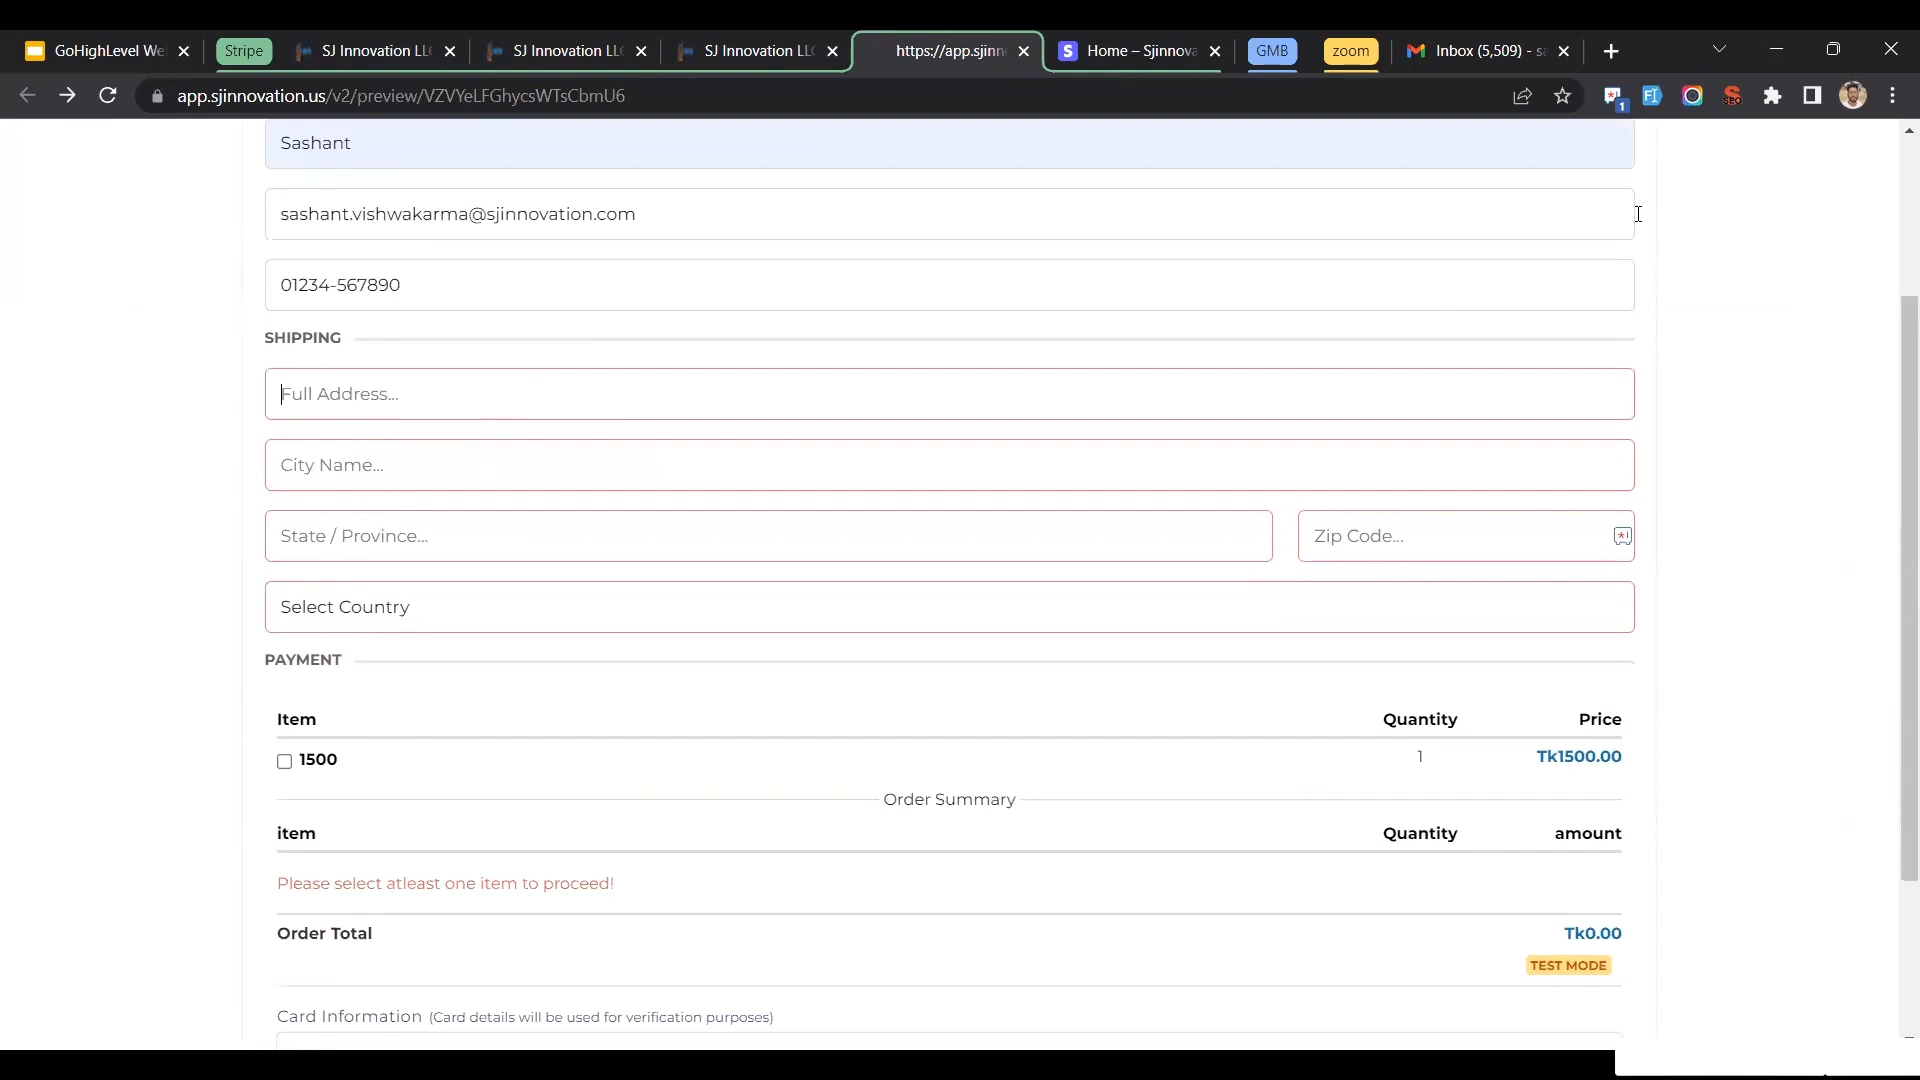 GoHighLevel We
Stripe
SJ Innovation LL
SJ Innovation LL
SJ Innovation LL
https://app.sjinn
Home – Sjinnova
GMB
zoom
Inbox (5,509) - s
app.sjinnovation.us/v2/preview/VZVYeLFGhycsWTsCbmU6
1
Sashant
sashant.vishwakarma@sjinnovation.com
01234-567890
SHIPPING
Full Address...
City Name...
State / Province...
Zip Code...
Select Country
PAYMENT
Item Quantity Price
1500 1 Tk1500.00
Order Summary
item Quantity amount
Please select atleast one item to proceed!
Order Total Tk0.00
TEST MODE
Card Information (Card details will be used for verification purposes)